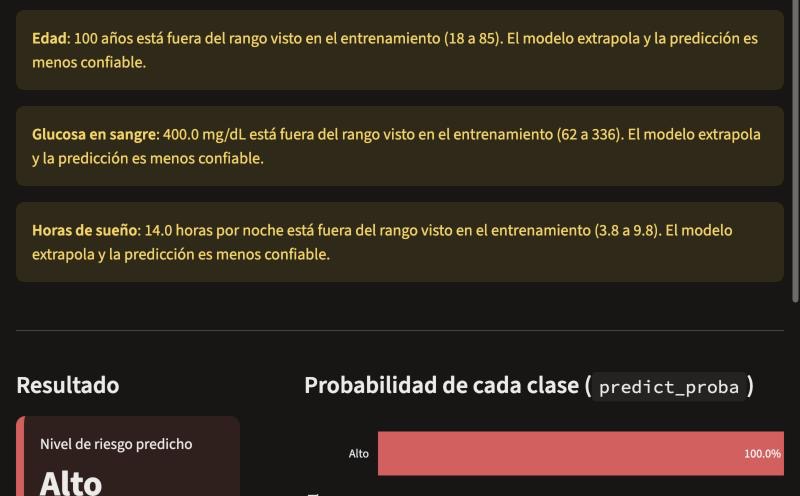 Edad: 100 años está fuera del rango visto en el entrenamiento (18 a 85). El modelo extrapola y la predicción es
menos confiable.
Glucosa en sangre: 400.0 mg/dL está fuera del rango visto en el entrenamiento (62 a 336). El modelo extrapola
y la predicción es menos confiable.
Horas de sueño: 14.0 horas por noche está fuera del rango visto en el entrenamiento (3.8 a 9.8). El modelo
extrapola y la predicción es menos confiable.
Resultado
Probabilidad de cada clase ( predict_proba )
Nivel de riesgo predicho
Alto
Alto
100.0%